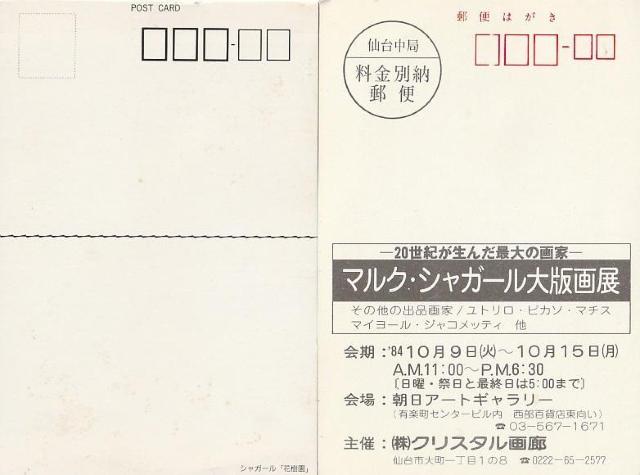 POST CARD
シャガール「花樹園」
郵便はがき
仙台中局
料金別納
郵便
―20世紀が生んだ最大の画家―
マルク・シャガール大版画展
その他の出品画家/ユトリロ・ピカソ・マチス
マイヨール・ジャコメッティ 他
会期:'84 10月9日(火)~10月15日(月)
A.M.11:00~P.M.6:30
〔日曜・祭日と最終日は5:00まで〕
会場:朝日アートギャラリー
(有楽町センタービル内 西部百貨店東向い)
☎03-567-1671
主催:㈱クリスタル画廊
仙台市大町一丁目1の8 ☎0222-65-2577